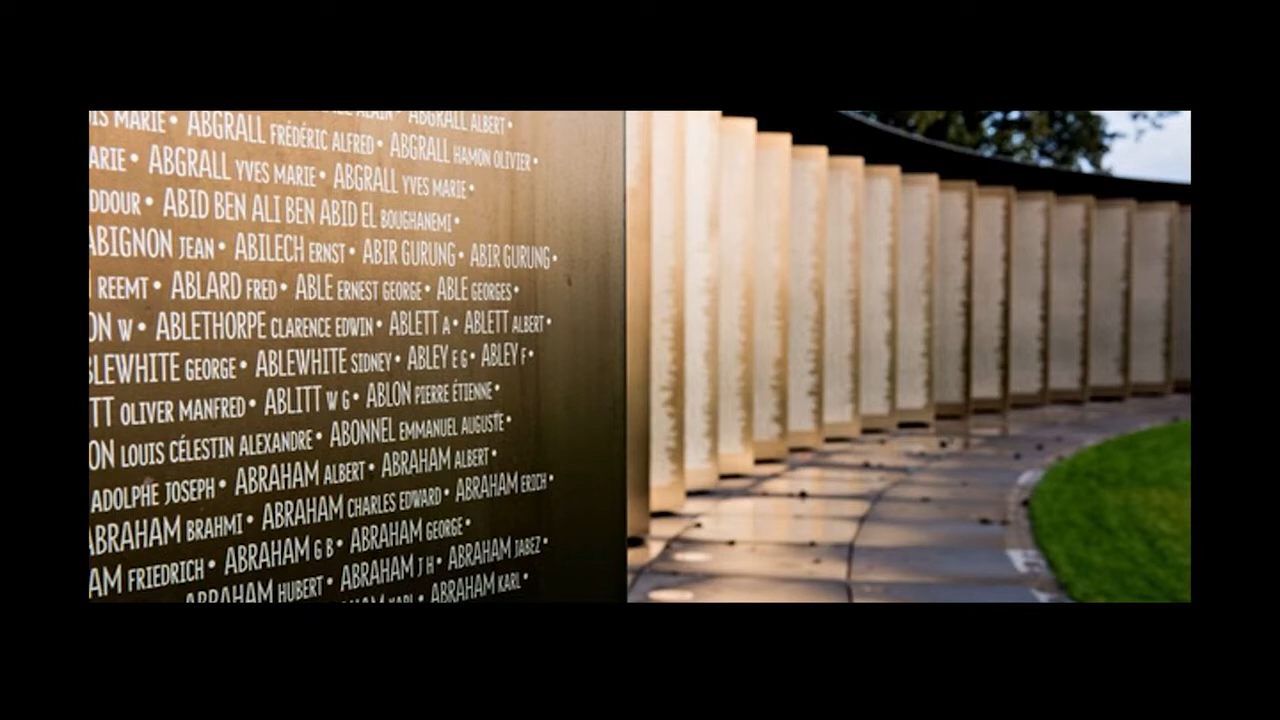 ALAIN • ABGRALL ALBERT •
MARIE • ABGRALL FRÉDÉRIC ALFRED • ABGRALL HAMON OLIVIER •
• ABGRALL YVES MARIE • ABGRALL YVES MARIE •
DDOUR • ABID BEN ALI BEN ABID EL BOUGHANEMI •
ABIGNON JEAN • ABILECH ERNST • ABIR GURUNG • ABIR GURUNG •
REEMT • ABLARD FRED • ABLE ERNEST GEORGE • ABLE GEORGES •
ON W • ABLETHORPE CLARENCE EDWIN • ABLETT A • ABLETT ALBERT •
BLEWHITE GEORGE • ABLEWHITE SIDNEY • ABLEY E G • ABLEY F •
TT OLIVER MANFRED • ABLITT W G • ABLON PIERRE ÉTIENNE •
ON LOUIS CÉLESTIN ALEXANDRE • ABONNEL EMMANUEL AUGUSTE •
ADOLPHE JOSEPH • ABRAHAM ALBERT • ABRAHAM ALBERT •
ABRAHAM BRAHMI • ABRAHAM CHARLES EDWARD • ABRAHAM ERICH •
AM FRIEDRICH • ABRAHAM G B • ABRAHAM GEORGE •
ABRAHAM HUBERT • ABRAHAM J H • ABRAHAM JABEZ •
KARL • ABRAHAM KARL •